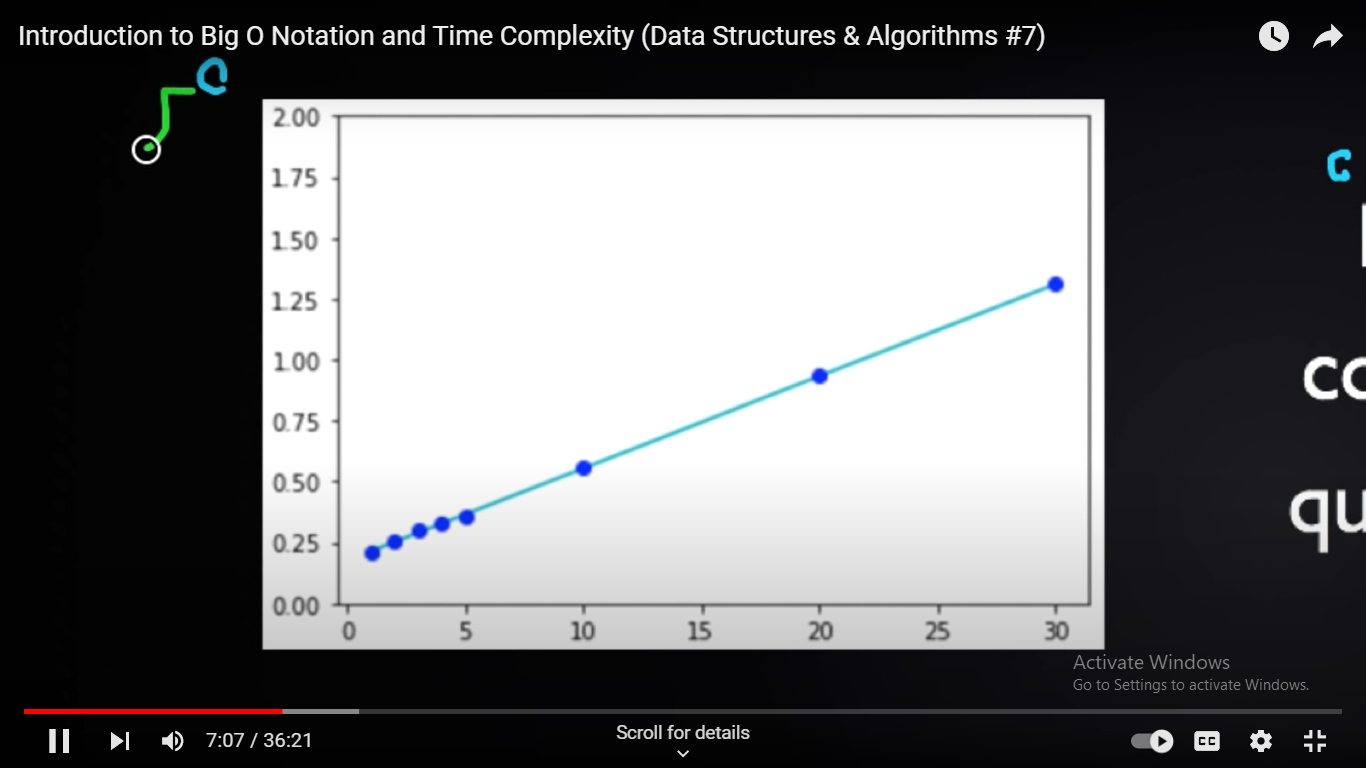 Introduction to Big O Notation and Time Complexity (Data Structures & Algorithms #7)
2.00
1.75
1.50
1.25
1.00
0.75
0.50
0.25
0.00
0 5 10 15 20 25 30
c
co
qu
Activate Windows
Go to Settings to activate Windows.
7:07 / 36:21
Scroll for details
CC